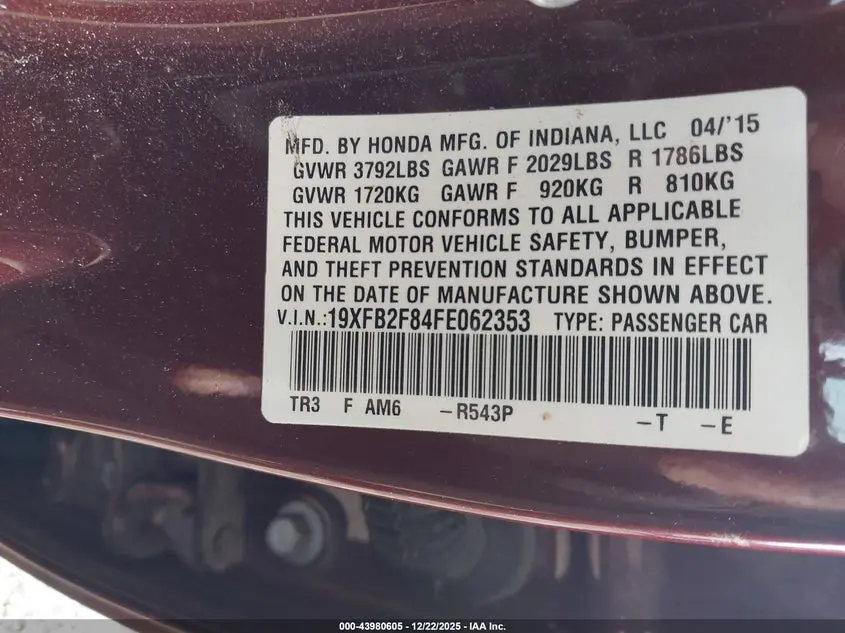 MFD. BY HONDA MFG. OF INDIANA, LLC 04/'15
GVWR 3792LBS GAWR F 2029LBS R 1786LBS
GVWR 1720KG GAWR F 920KG R 810KG
THIS VEHICLE CONFORMS TO ALL APPLICABLE
FEDERAL MOTOR VEHICLE SAFETY, BUMPER,
AND THEFT PREVENTION STANDARDS IN EFFECT
ON THE DATE OF MANUFACTURE SHOWN ABOVE.
V.I.N.:19XFB2F84FE062353 TYPE: PASSENGER CAR
TR3 F AM6 -R543P -T -E
000-43980605 - 12/22/2025 - IAA Inc.